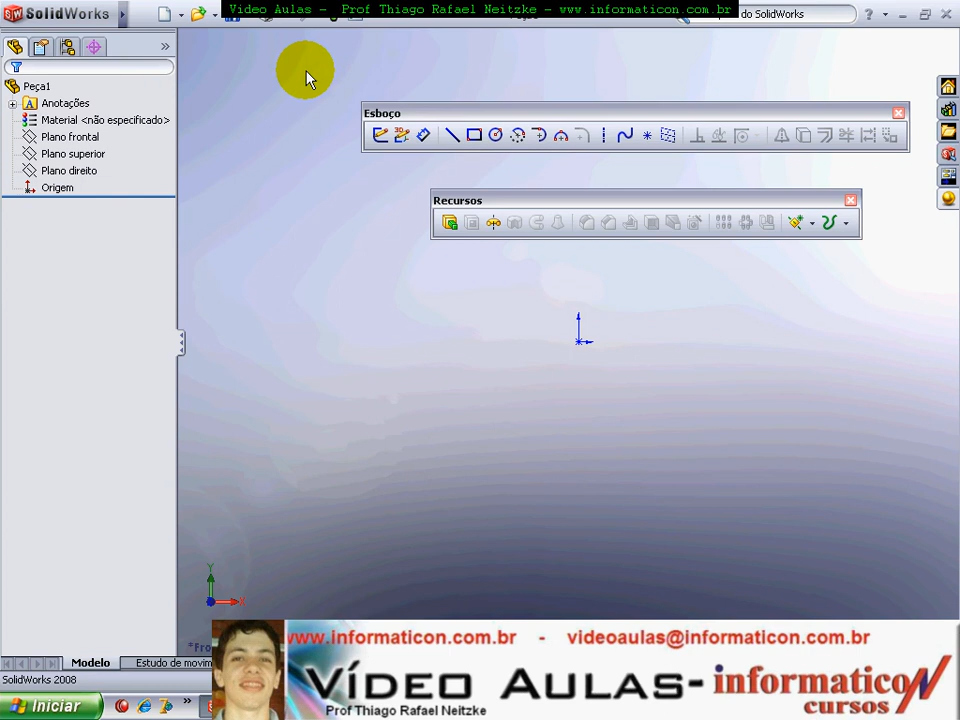 Video Aulas - Prof Thiago Rafael Neitzke - www.informaticon.com.br
SolidWorks
do SolidWorks
Peça1
Anotações
Material <não especificado>
Plano frontal
Plano superior
Plano direito
Origem
Esboço
Recursos
Y
X
*Fro
Modelo
Estudo de movim
SolidWorks 2008
Iniciar
www.informaticon.com.br - videoaulas@informaticon.com.br
Vídeo Aulas- informaticon
cursos
Prof Thiago Rafael Neitzke